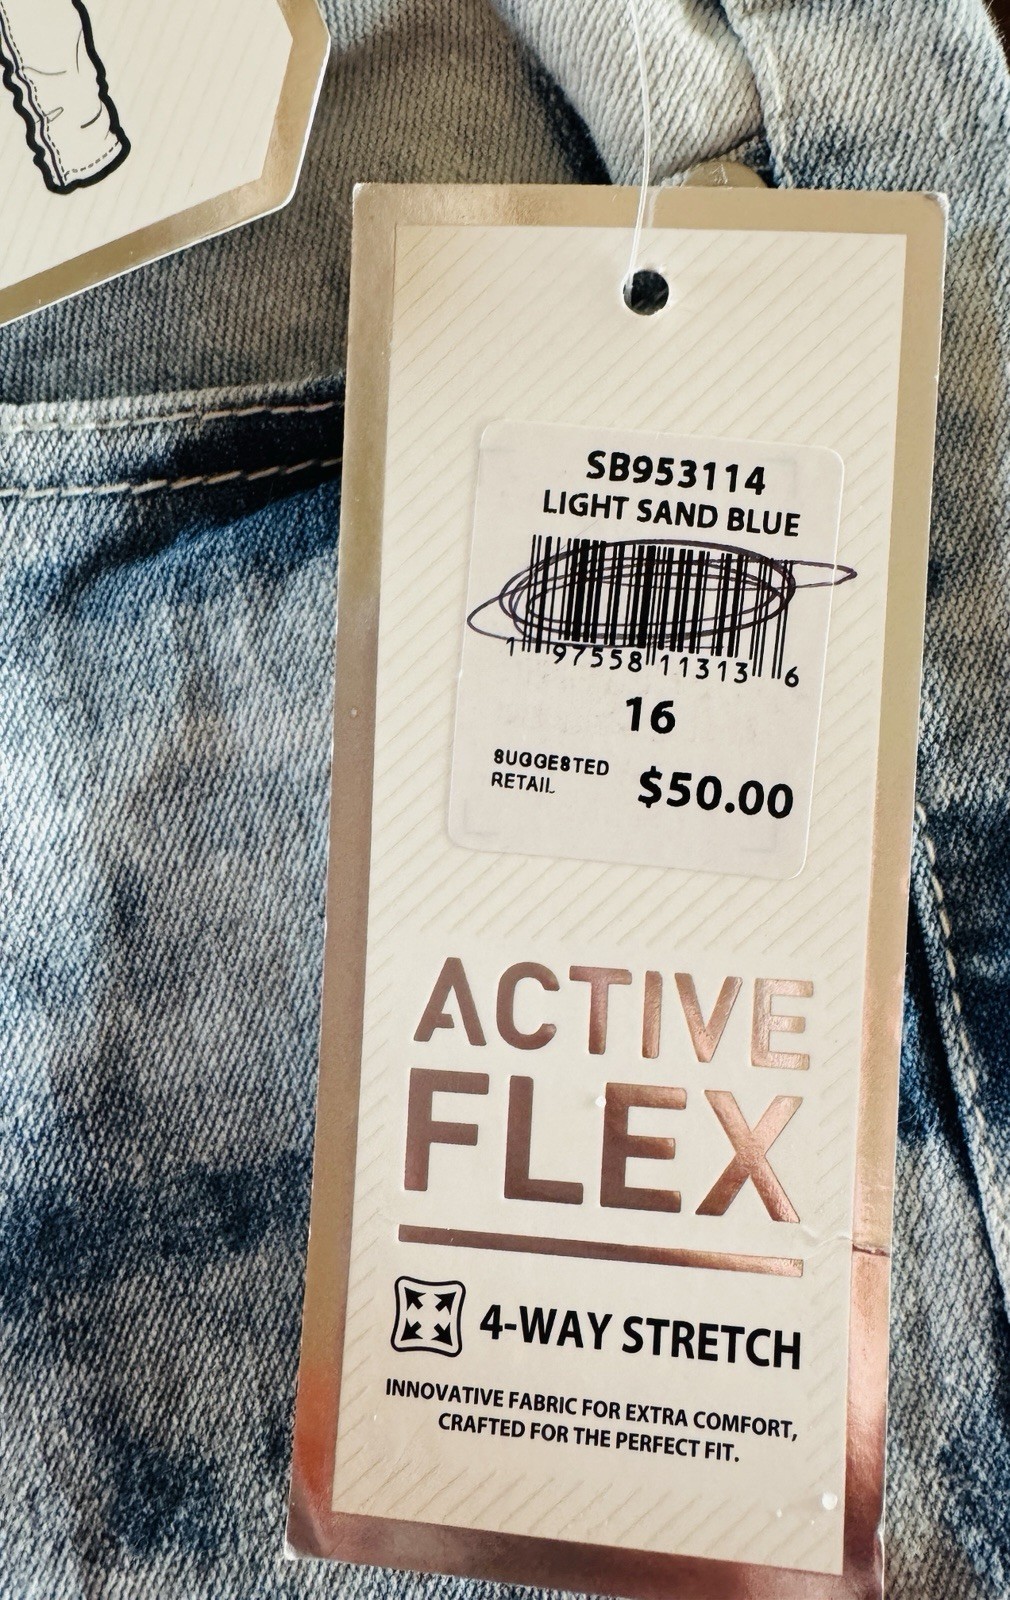 SB953114
LIGHT SAND BLUE
1 97558 11313 6
16
SUGGESTED
RETAIL
$50.00
ACTIVE
FLEX
4-WAY STRETCH
INNOVATIVE FABRIC FOR EXTRA COMFORT,
CRAFTED FOR THE PERFECT FIT.